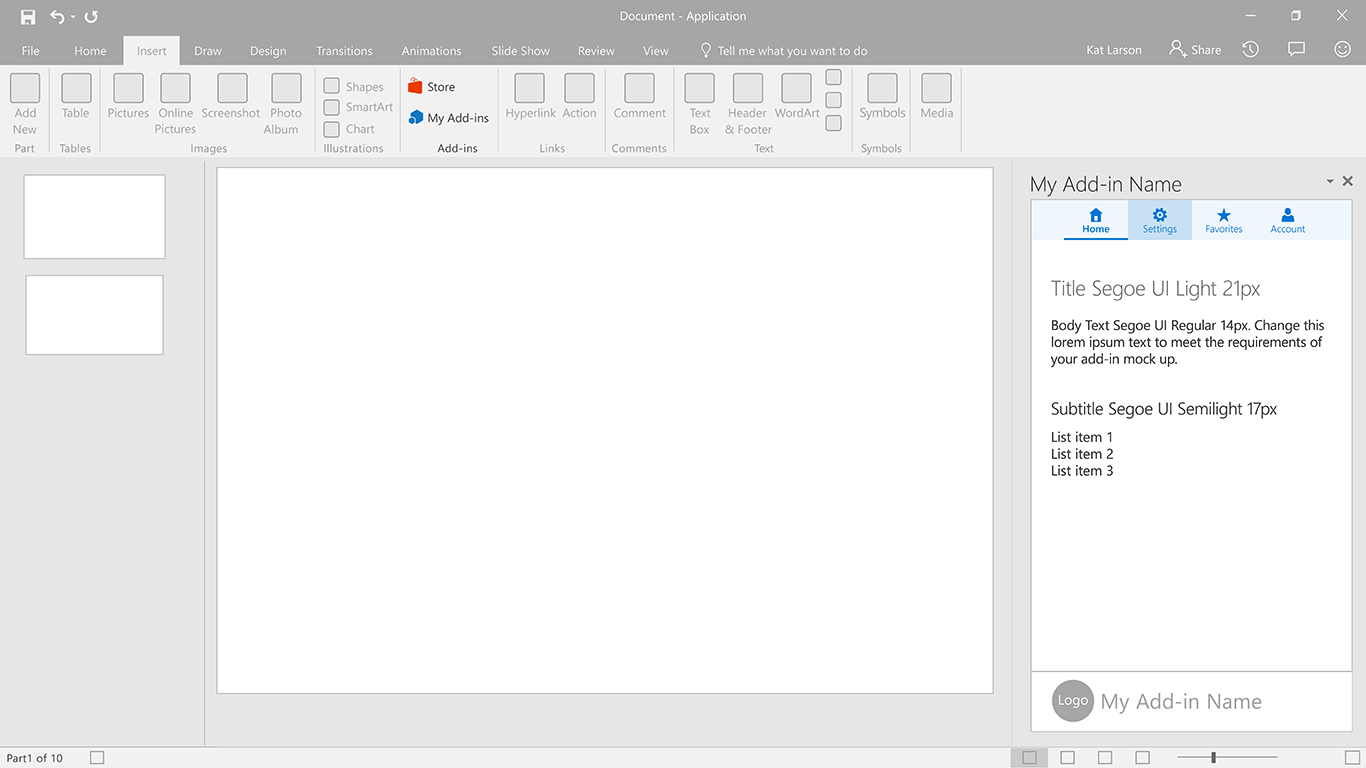 Document - Application
File Home Insert Draw Design Transitions Animations Slide Show Review View Tell me what you want to do Kat Larson Share
Add New
Part
Table
Tables
Pictures
Online Pictures
Screenshot
Photo Album
Images
Shapes
SmartArt
Chart
Illustrations
Store
My Add-ins
Add-ins
Hyperlink
Action
Links
Comment
Comments
Text Box
Header & Footer
WordArt
Text
Symbols
Symbols
Media
My Add-in Name
Home Settings Favorites Account
Title Segoe UI Light 21px
Body Text Segoe UI Regular 14px. Change this
lorem ipsum text to meet the requirements of
your add-in mock up.
Subtitle Segoe UI Semilight 17px
List item 1
List item 2
List item 3
Logo My Add-in Name
Part1 of 10